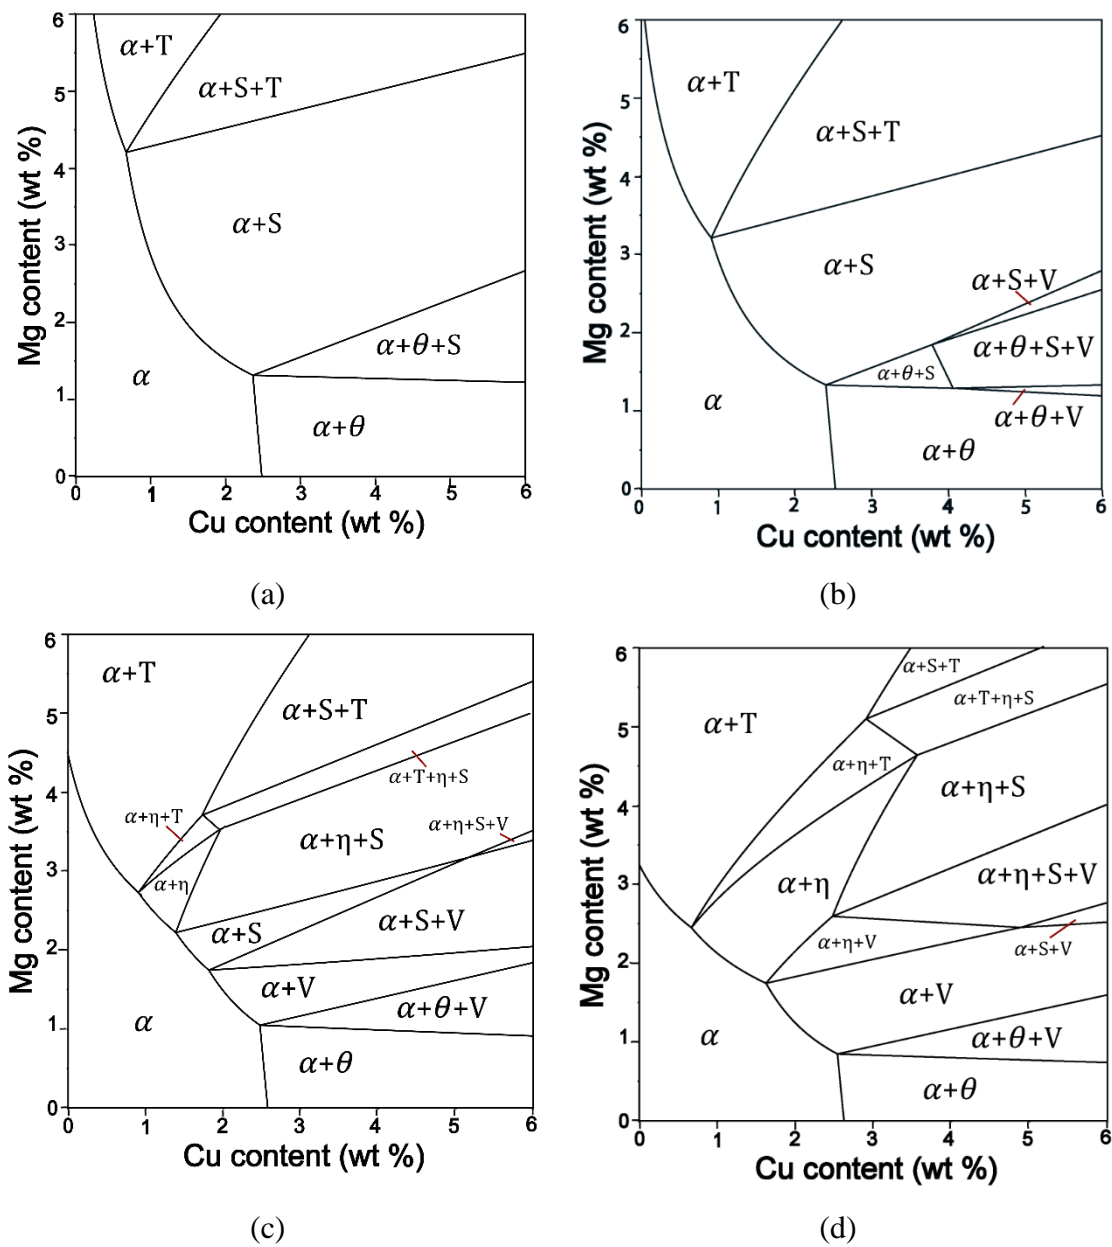 6
5
4
3
2
1
0
Mg content (wt %)
α+T
α+S+T
α+S
α+θ+S
α
α+θ
0 1 2 3 4 5 6
Cu content (wt %)
(a)
6
5
4
3
2
1
0
Mg content (wt %)
α+T
α+S+T
α+S
α+S+V
α+θ+S+V
α+θ+S
α
α+θ+V
α+θ
0 1 2 3 4 5 6
Cu content (wt %)
(b)
6
5
4
3
2
1
0
Mg content (wt %)
α+T
α+S+T
α+T+η+S
α+η+T
α+η+S+V
α+η+S
α+η
α+S+V
α+S
α+V
α+θ+V
α
α+θ
0 1 2 3 4 5 6
Cu content (wt %)
(c)
6
5
4
3
2
1
0
Mg content (wt %)
α+S+T
α+T+η+S
α+T
α+η+T
α+η+S
α+η+S+V
α+η
α+η+V
α+S+V
α+V
α
α+θ+V
α+θ
0 1 2 3 4 5 6
Cu content (wt %)
(d)